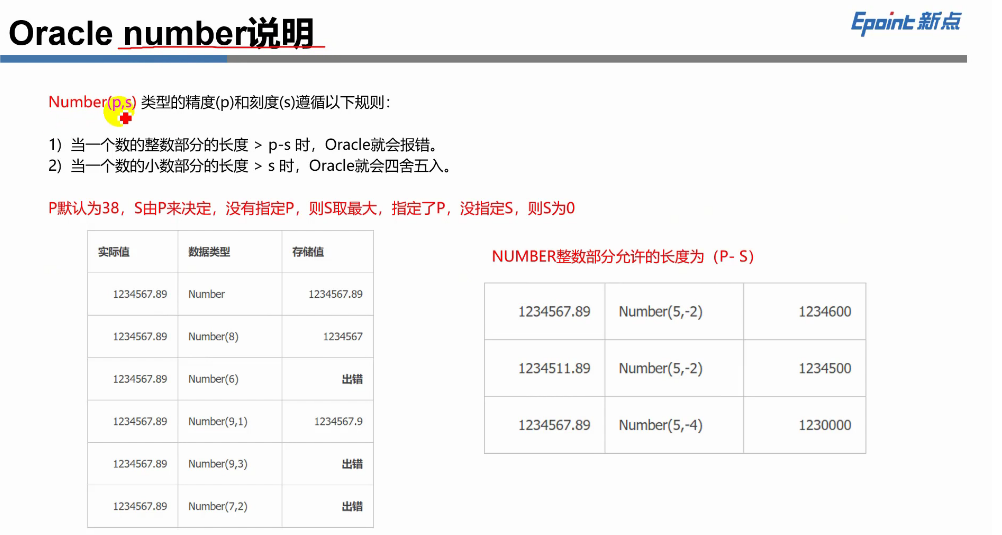 Oracle number说明
Epoint 新点
Number(p,s) 类型的精度(p)和刻度(s)遵循以下规则：
1）当一个数的整数部分的长度 > p-s 时，Oracle就会报错。
2）当一个数的小数部分的长度 > s 时，Oracle就会四舍五入。
P默认为38，S由P来决定，没有指定P，则S取最大，指定了P，没指定S，则S为0
实际值 数据类型 存储值
1234567.89 Number 1234567.89
1234567.89 Number(8) 1234567
1234567.89 Number(6) 出错
1234567.89 Number(9,1) 1234567.9
1234567.89 Number(9,3) 出错
1234567.89 Number(7,2) 出错
NUMBER整数部分允许的长度为（P- S）
1234567.89 Number(5,-2) 1234600
1234511.89 Number(5,-2) 1234500
1234567.89 Number(5,-4) 1230000